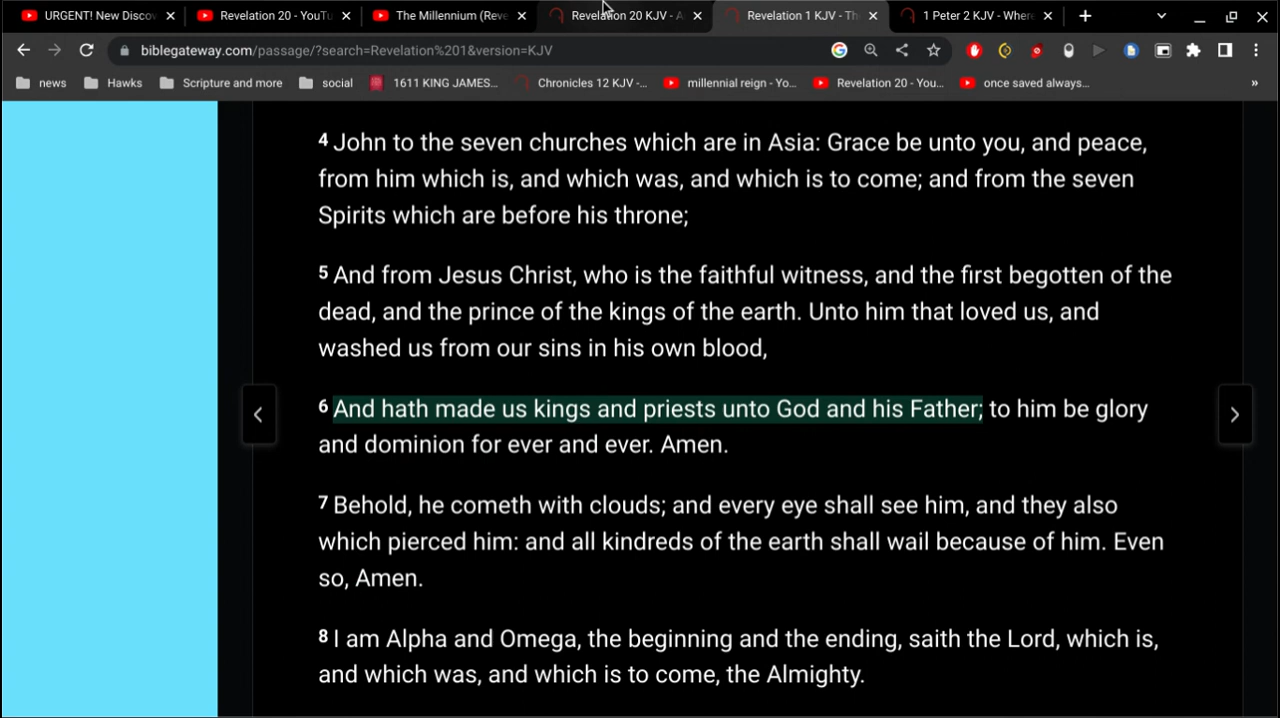 URGENT! New Discov
Revelation 20 - YouTu
The Millennium (Reve
Revelation 20 KJV - A
Revelation 1 KJV - Th
1 Peter 2 KJV - Where
biblegateway.com/passage/?search=Revelation%201&version=KJV
news
Hawks
Scripture and more
social
1611 KING JAMES...
Chronicles 12 KJV -...
millennial reign - Yo...
Revelation 20 - You...
once saved always...
»
4 John to the seven churches which are in Asia: Grace be unto you, and peace,
from him which is, and which was, and which is to come; and from the seven
Spirits which are before his throne;
5 And from Jesus Christ, who is the faithful witness, and the first begotten of the
dead, and the prince of the kings of the earth. Unto him that loved us, and
washed us from our sins in his own blood,
6 And hath made us kings and priests unto God and his Father; to him be glory
and dominion for ever and ever. Amen.
7 Behold, he cometh with clouds; and every eye shall see him, and they also
which pierced him: and all kindreds of the earth shall wail because of him. Even
so, Amen.
8 I am Alpha and Omega, the beginning and the ending, saith the Lord, which is,
and which was, and which is to come, the Almighty.